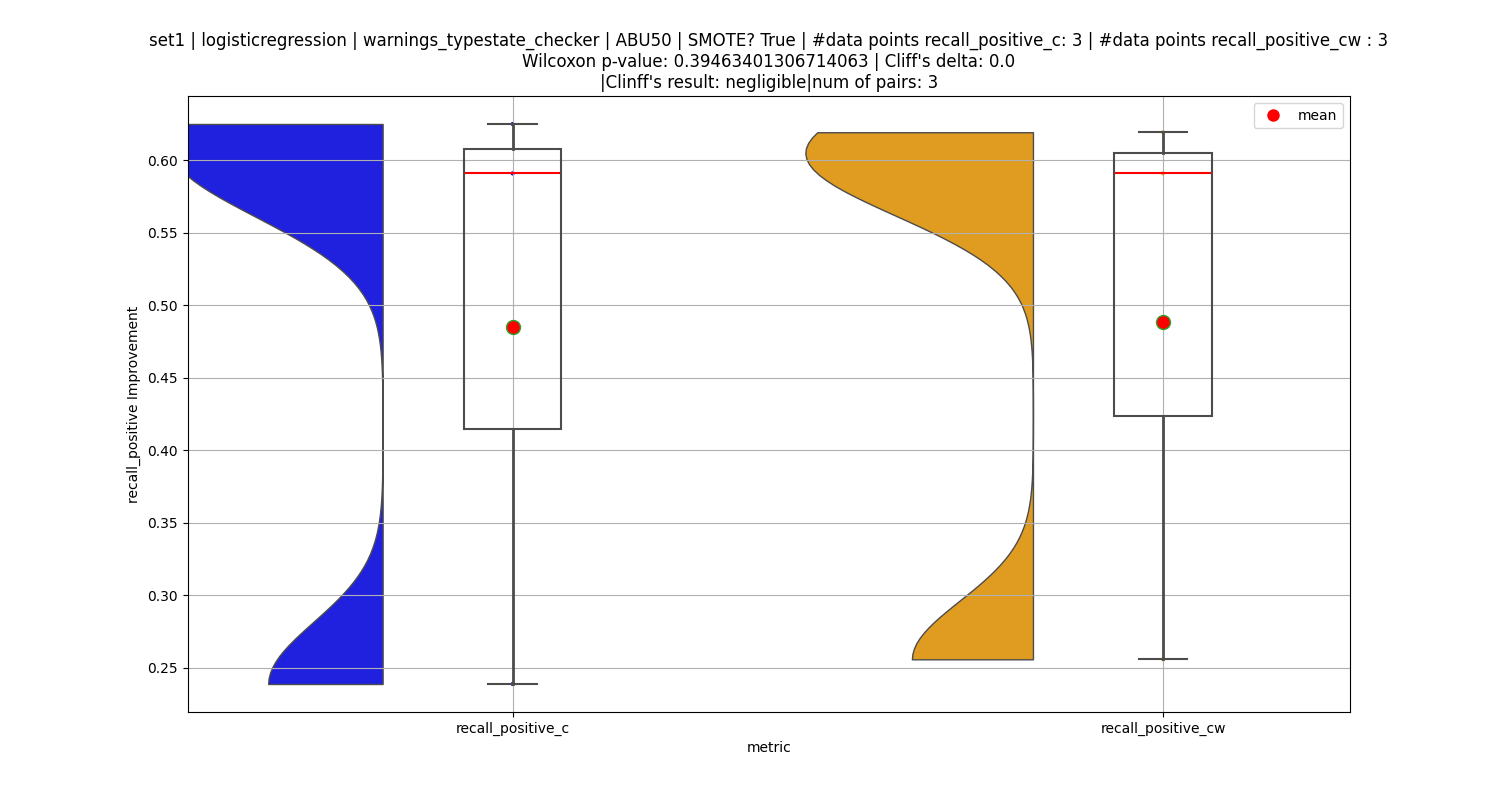 set1 | logisticregression | warnings_typestate_checker | ABU50 | SMOTE? True | #data points recall_positive_c: 3 | #data points recall_positive_cw : 3
Wilcoxon p-value: 0.39463401306714063 | Cliff's delta: 0.0
|Clinff's result: negligible|num of pairs: 3
mean
0.60
0.55
0.50
0.45
0.40
0.35
0.30
0.25
recall_positive Improvement
recall_positive_c
recall_positive_cw
metric